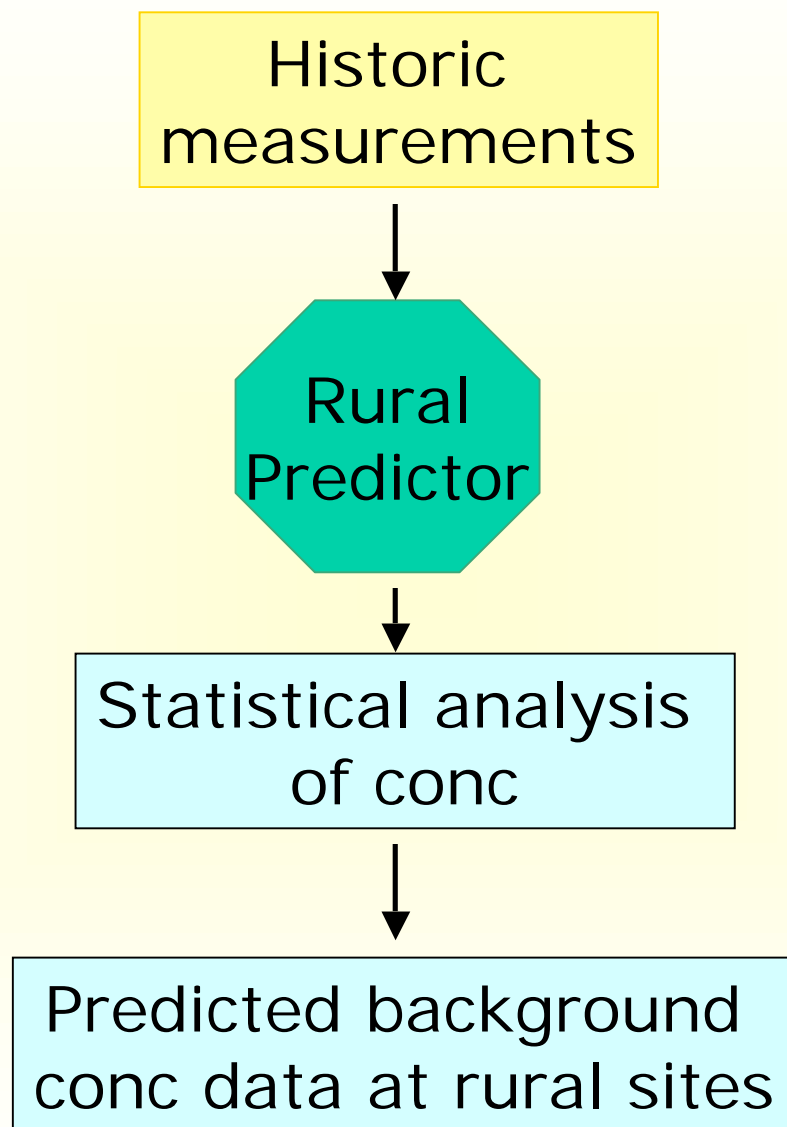 Historic
measurements
Rural
Predictor
Statistical analysis
of conc
Predicted background
conc data at rural sites